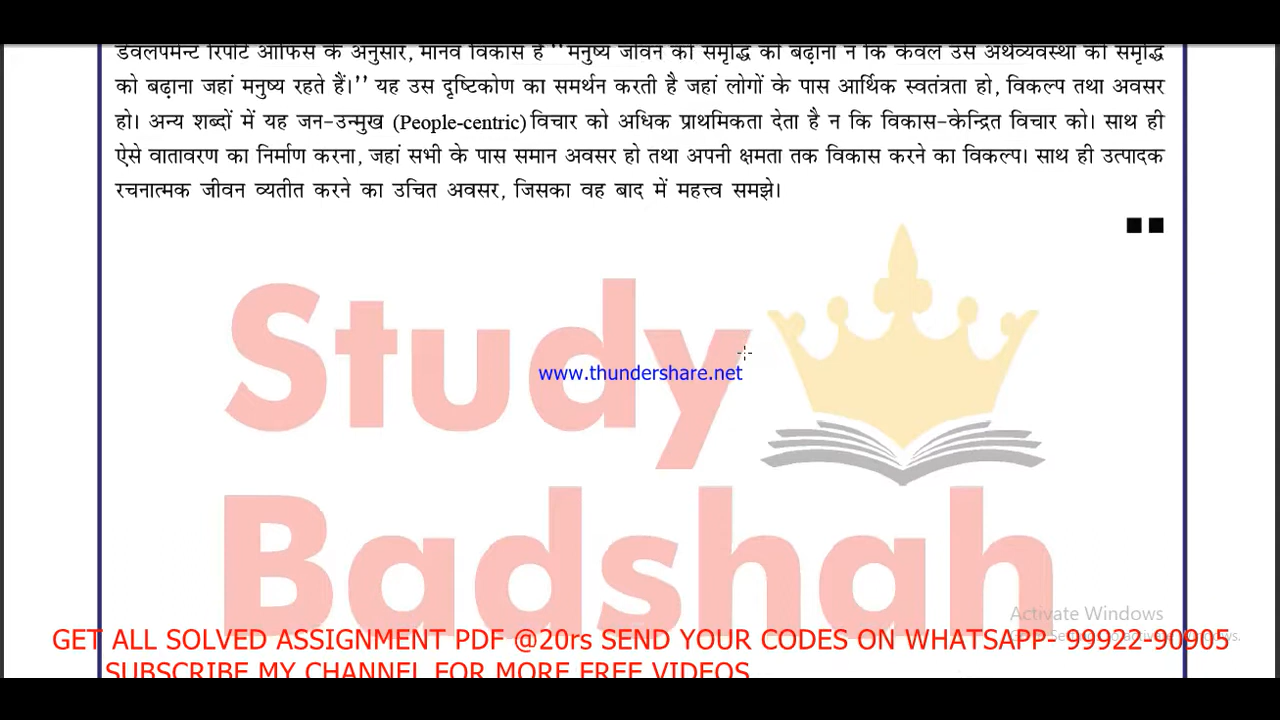 डेवलपमेन्ट रिपोर्ट ऑफिस के अनुसार, मानव विकास है ''मनुष्य जीवन की समृद्धि को बढ़ाना न कि केवल उस अर्थव्यवस्था की समृद्धि
को बढ़ाना जहां मनुष्य रहते हैं।'' यह उस दृष्टिकोण का समर्थन करती है जहां लोगों के पास आर्थिक स्वतंत्रता हो, विकल्प तथा अवसर
हो। अन्य शब्दों में यह जन-उन्मुख (People-centric) विचार को अधिक प्राथमिकता देता है न कि विकास-केन्द्रित विचार को। साथ ही
ऐसे वातावरण का निर्माण करना, जहां सभी के पास समान अवसर हो तथा अपनी क्षमता तक विकास करने का विकल्प। साथ ही उत्पादक
रचनात्मक जीवन व्यतीत करने का उचित अवसर, जिसका वह बाद में महत्त्व समझे।
Study
www.thundershare.net
Badshah
Activate Windows
GET ALL SOLVED ASSIGNMENT PDF @20rs SEND YOUR CODES ON WHATSAPP- 99922-90905
SUBSCRIBE MY CHANNEL FOR MORE FREE VIDEOS